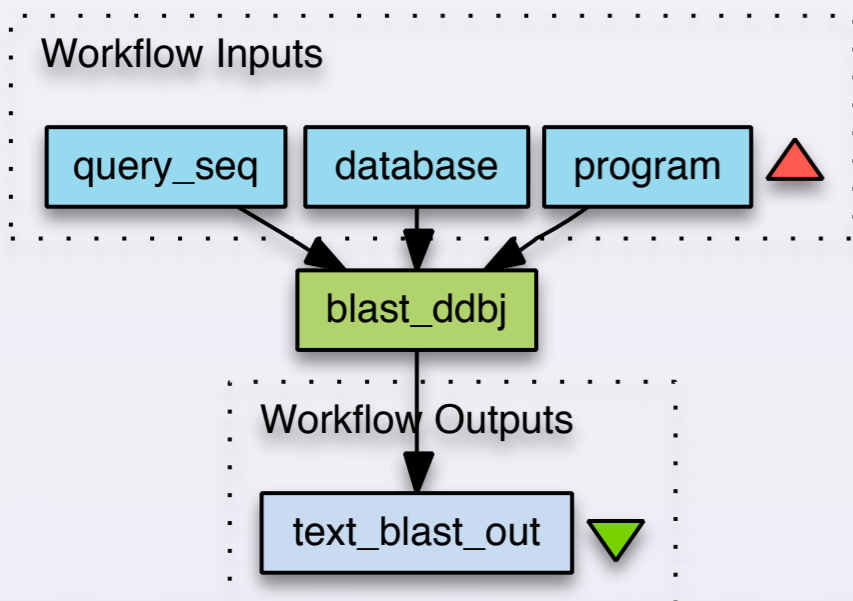 Workflow Inputs
query_seq database program
blast_ddbj
Workflow Outputs
text_blast_out